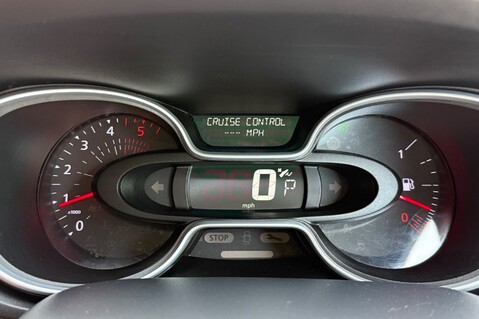 CRUISE CONTROL
---- MPH
5
4
3
2
1
x1000
0
0
mph
1
0
STOP